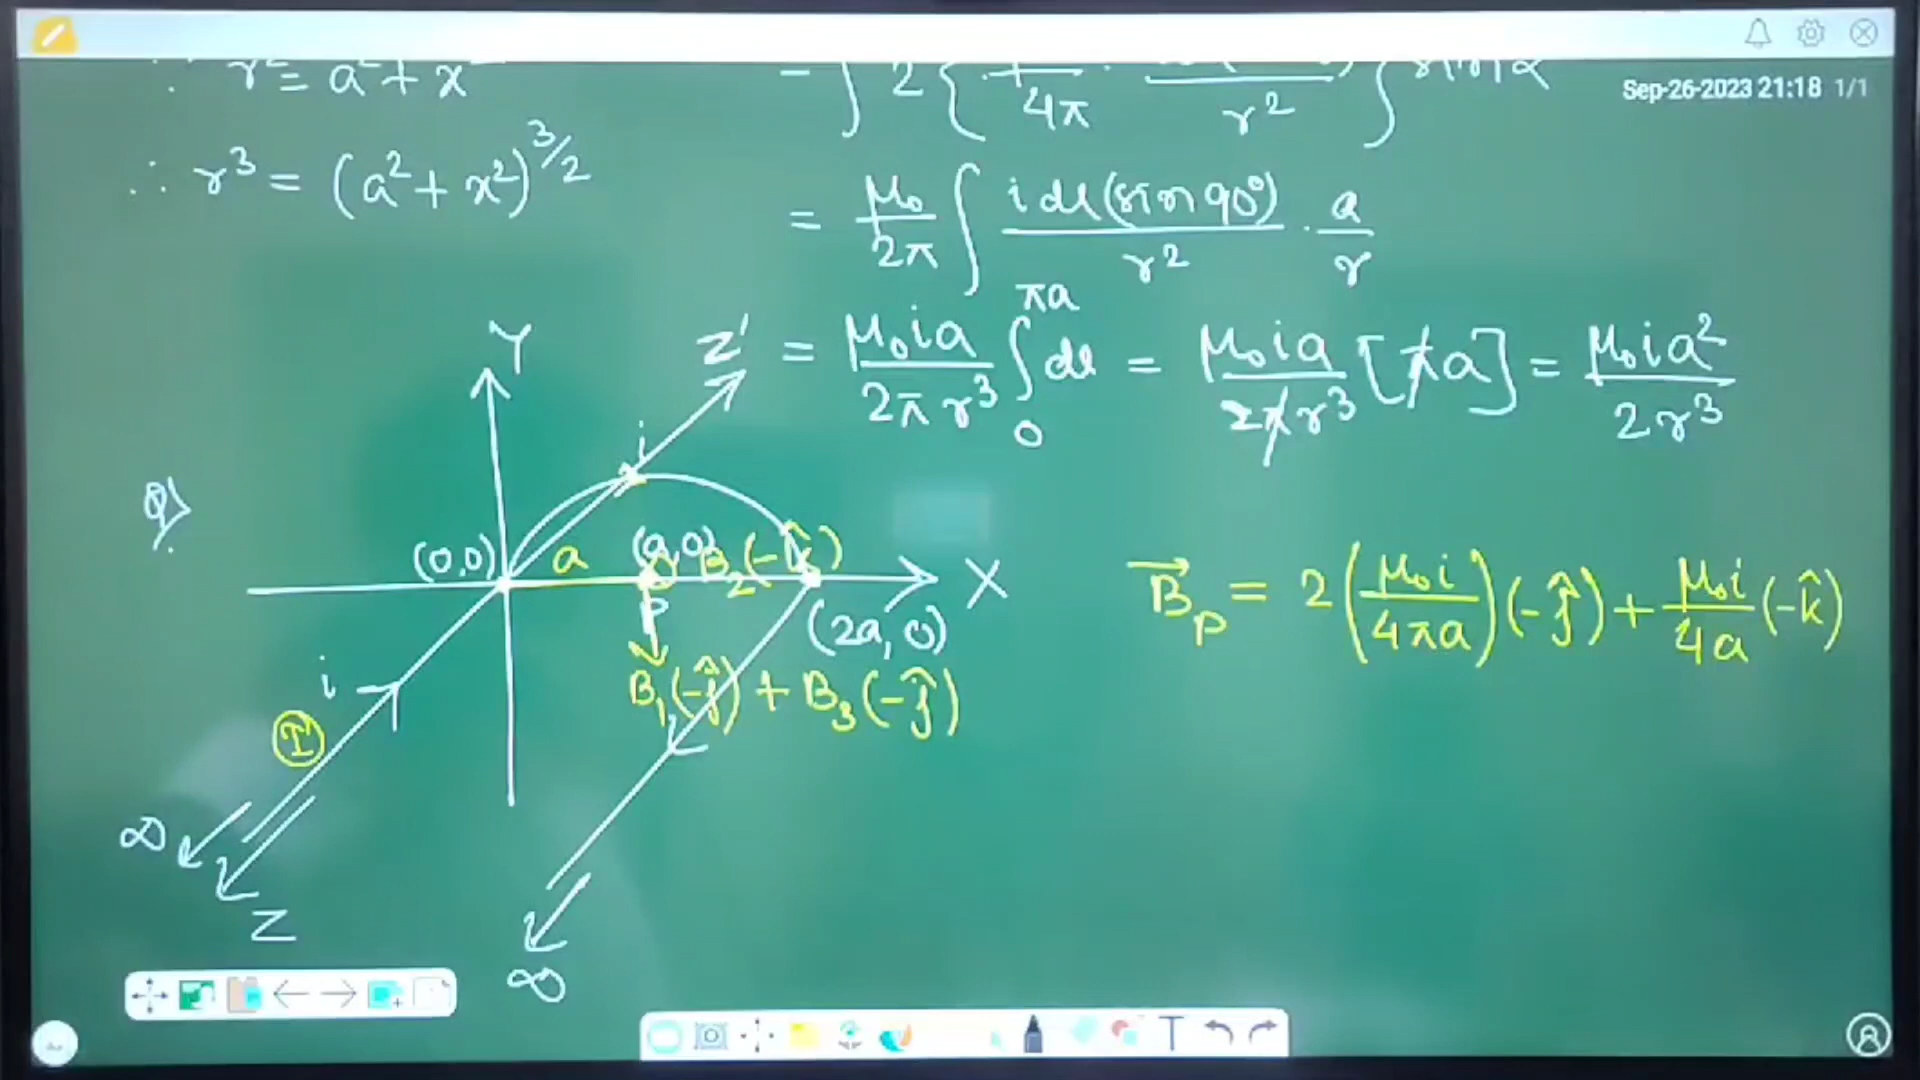 Sep-26-2023 21:18 1/1
∴ r² = a² + x²
∴ r³ = (a² + x²)^3/2
= μ₀/2π ∫ i dl (sin 90°)/r² · a/r
= μ₀ia/2πr³ ∫₀^πa dl = μ₀ia/2πr³ [πa] = μ₀ia²/2r³
Q)
Y
Z'
i
(0,0) a (a,0) B₂(-k̂)
P
X
(2a, 0)
B⃗p = 2(μ₀i/4πa)(-ĵ) + μ₀i/4a (-k̂)
B₁(-ĵ) + B₃(-ĵ)
i
I
∞
Z
∞
T